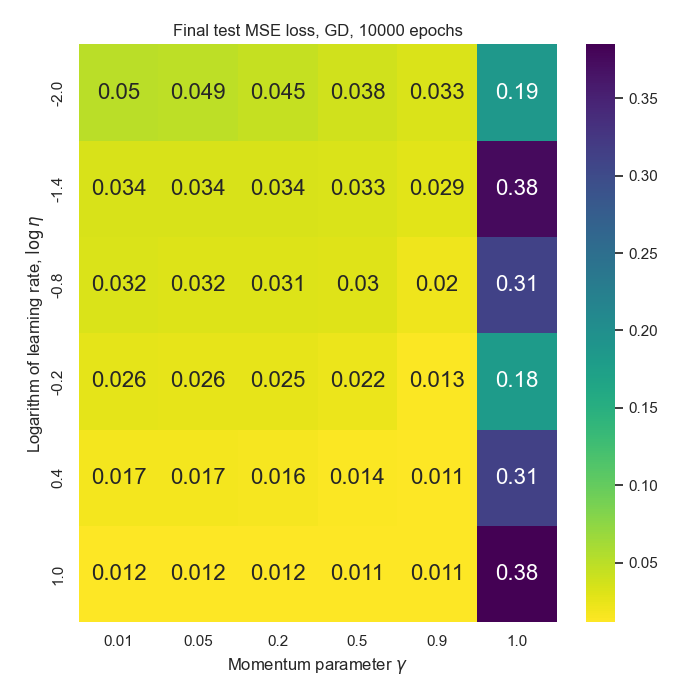 Final test MSE loss, GD, 10000 epochs
Logarithm of learning rate, log η
-2.0 0.05 0.049 0.045 0.038 0.033 0.19
-1.4 0.034 0.034 0.034 0.033 0.029 0.38
-0.8 0.032 0.032 0.031 0.03 0.02 0.31
-0.2 0.026 0.026 0.025 0.022 0.013 0.18
0.4 0.017 0.017 0.016 0.014 0.011 0.31
1.0 0.012 0.012 0.012 0.011 0.011 0.38
0.01 0.05 0.2 0.5 0.9 1.0
Momentum parameter γ
0.35
0.30
0.25
0.20
0.15
0.10
0.05